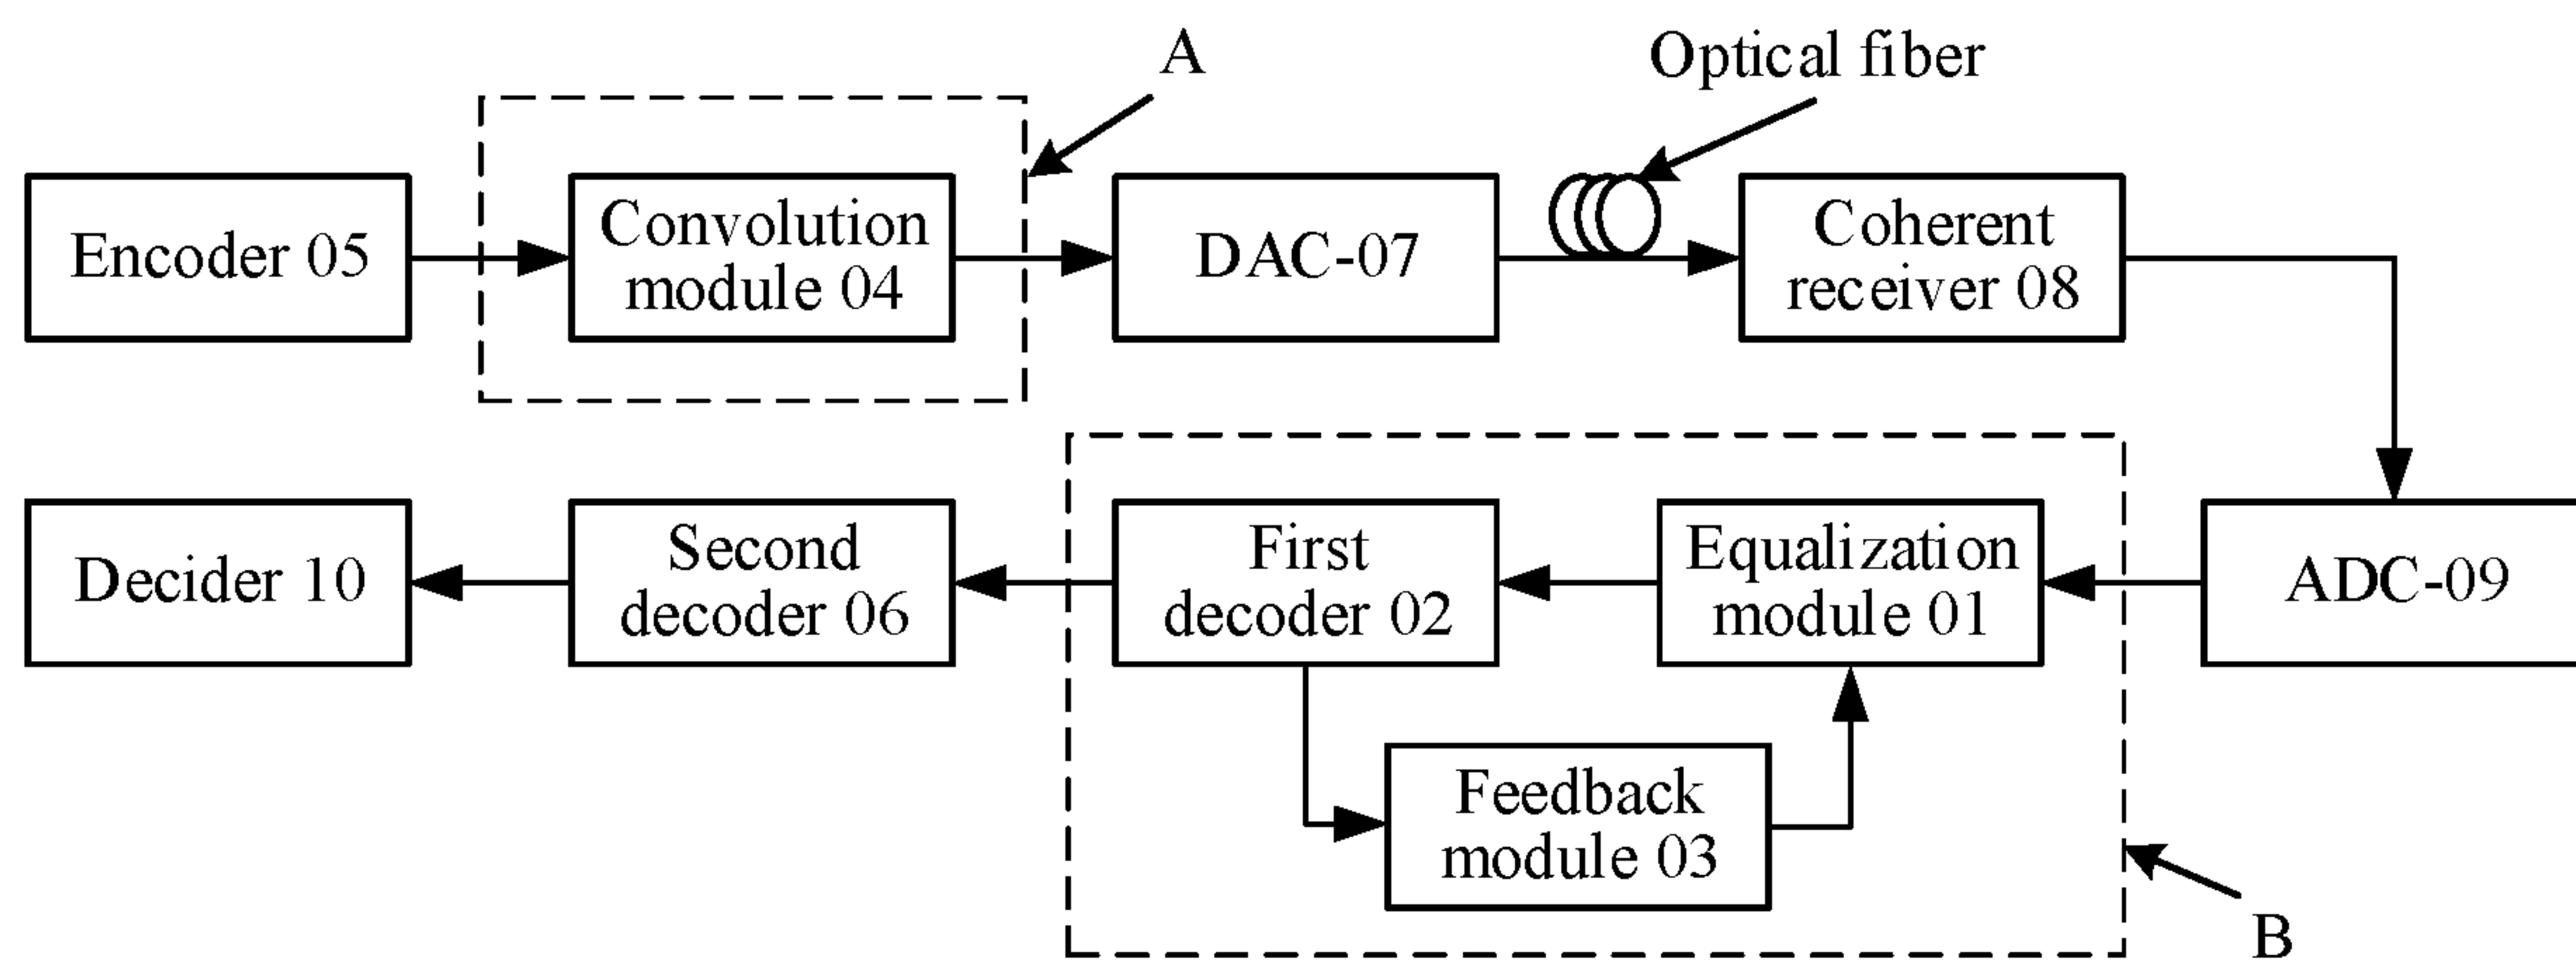 A
Optical fiber
Encoder 05
Convolution
module 04
DAC-07
Coherent
receiver 08
Decider 10
Second
decoder 06
First
decoder 02
Equalization
module 01
ADC-09
Feedback
module 03
B